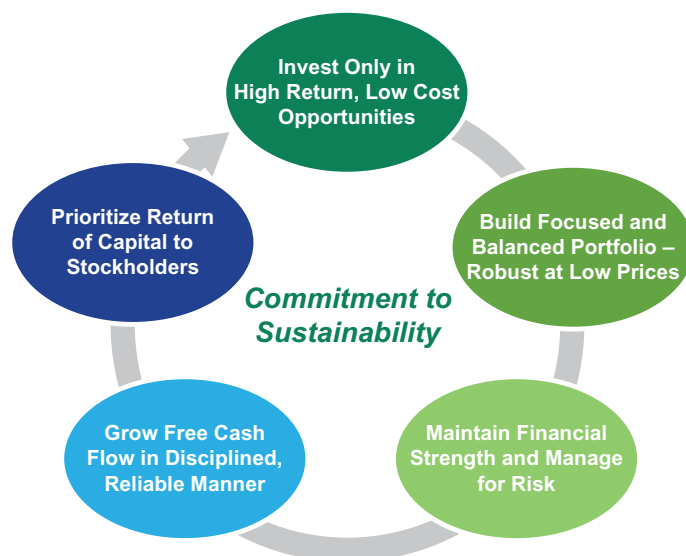 Invest Only in
High Return, Low Cost
Opportunities
Build Focused and
Balanced Portfolio –
Robust at Low Prices
Maintain Financial
Strength and Manage
for Risk
Grow Free Cash
Flow in Disciplined,
Reliable Manner
Prioritize Return
of Capital to
Stockholders
Commitment to
Sustainability